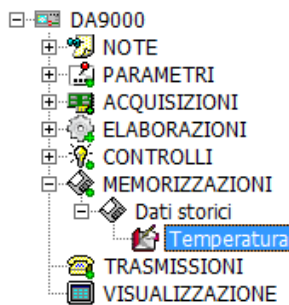 DA9000
NOTE
PARAMETRI
ACQUISIZIONI
ELABORAZIONI
CONTROLLI
MEMORIZZAZIONI
Dati storici
Temperatura
TRASMISSIONI
VISUALIZZAZIONE